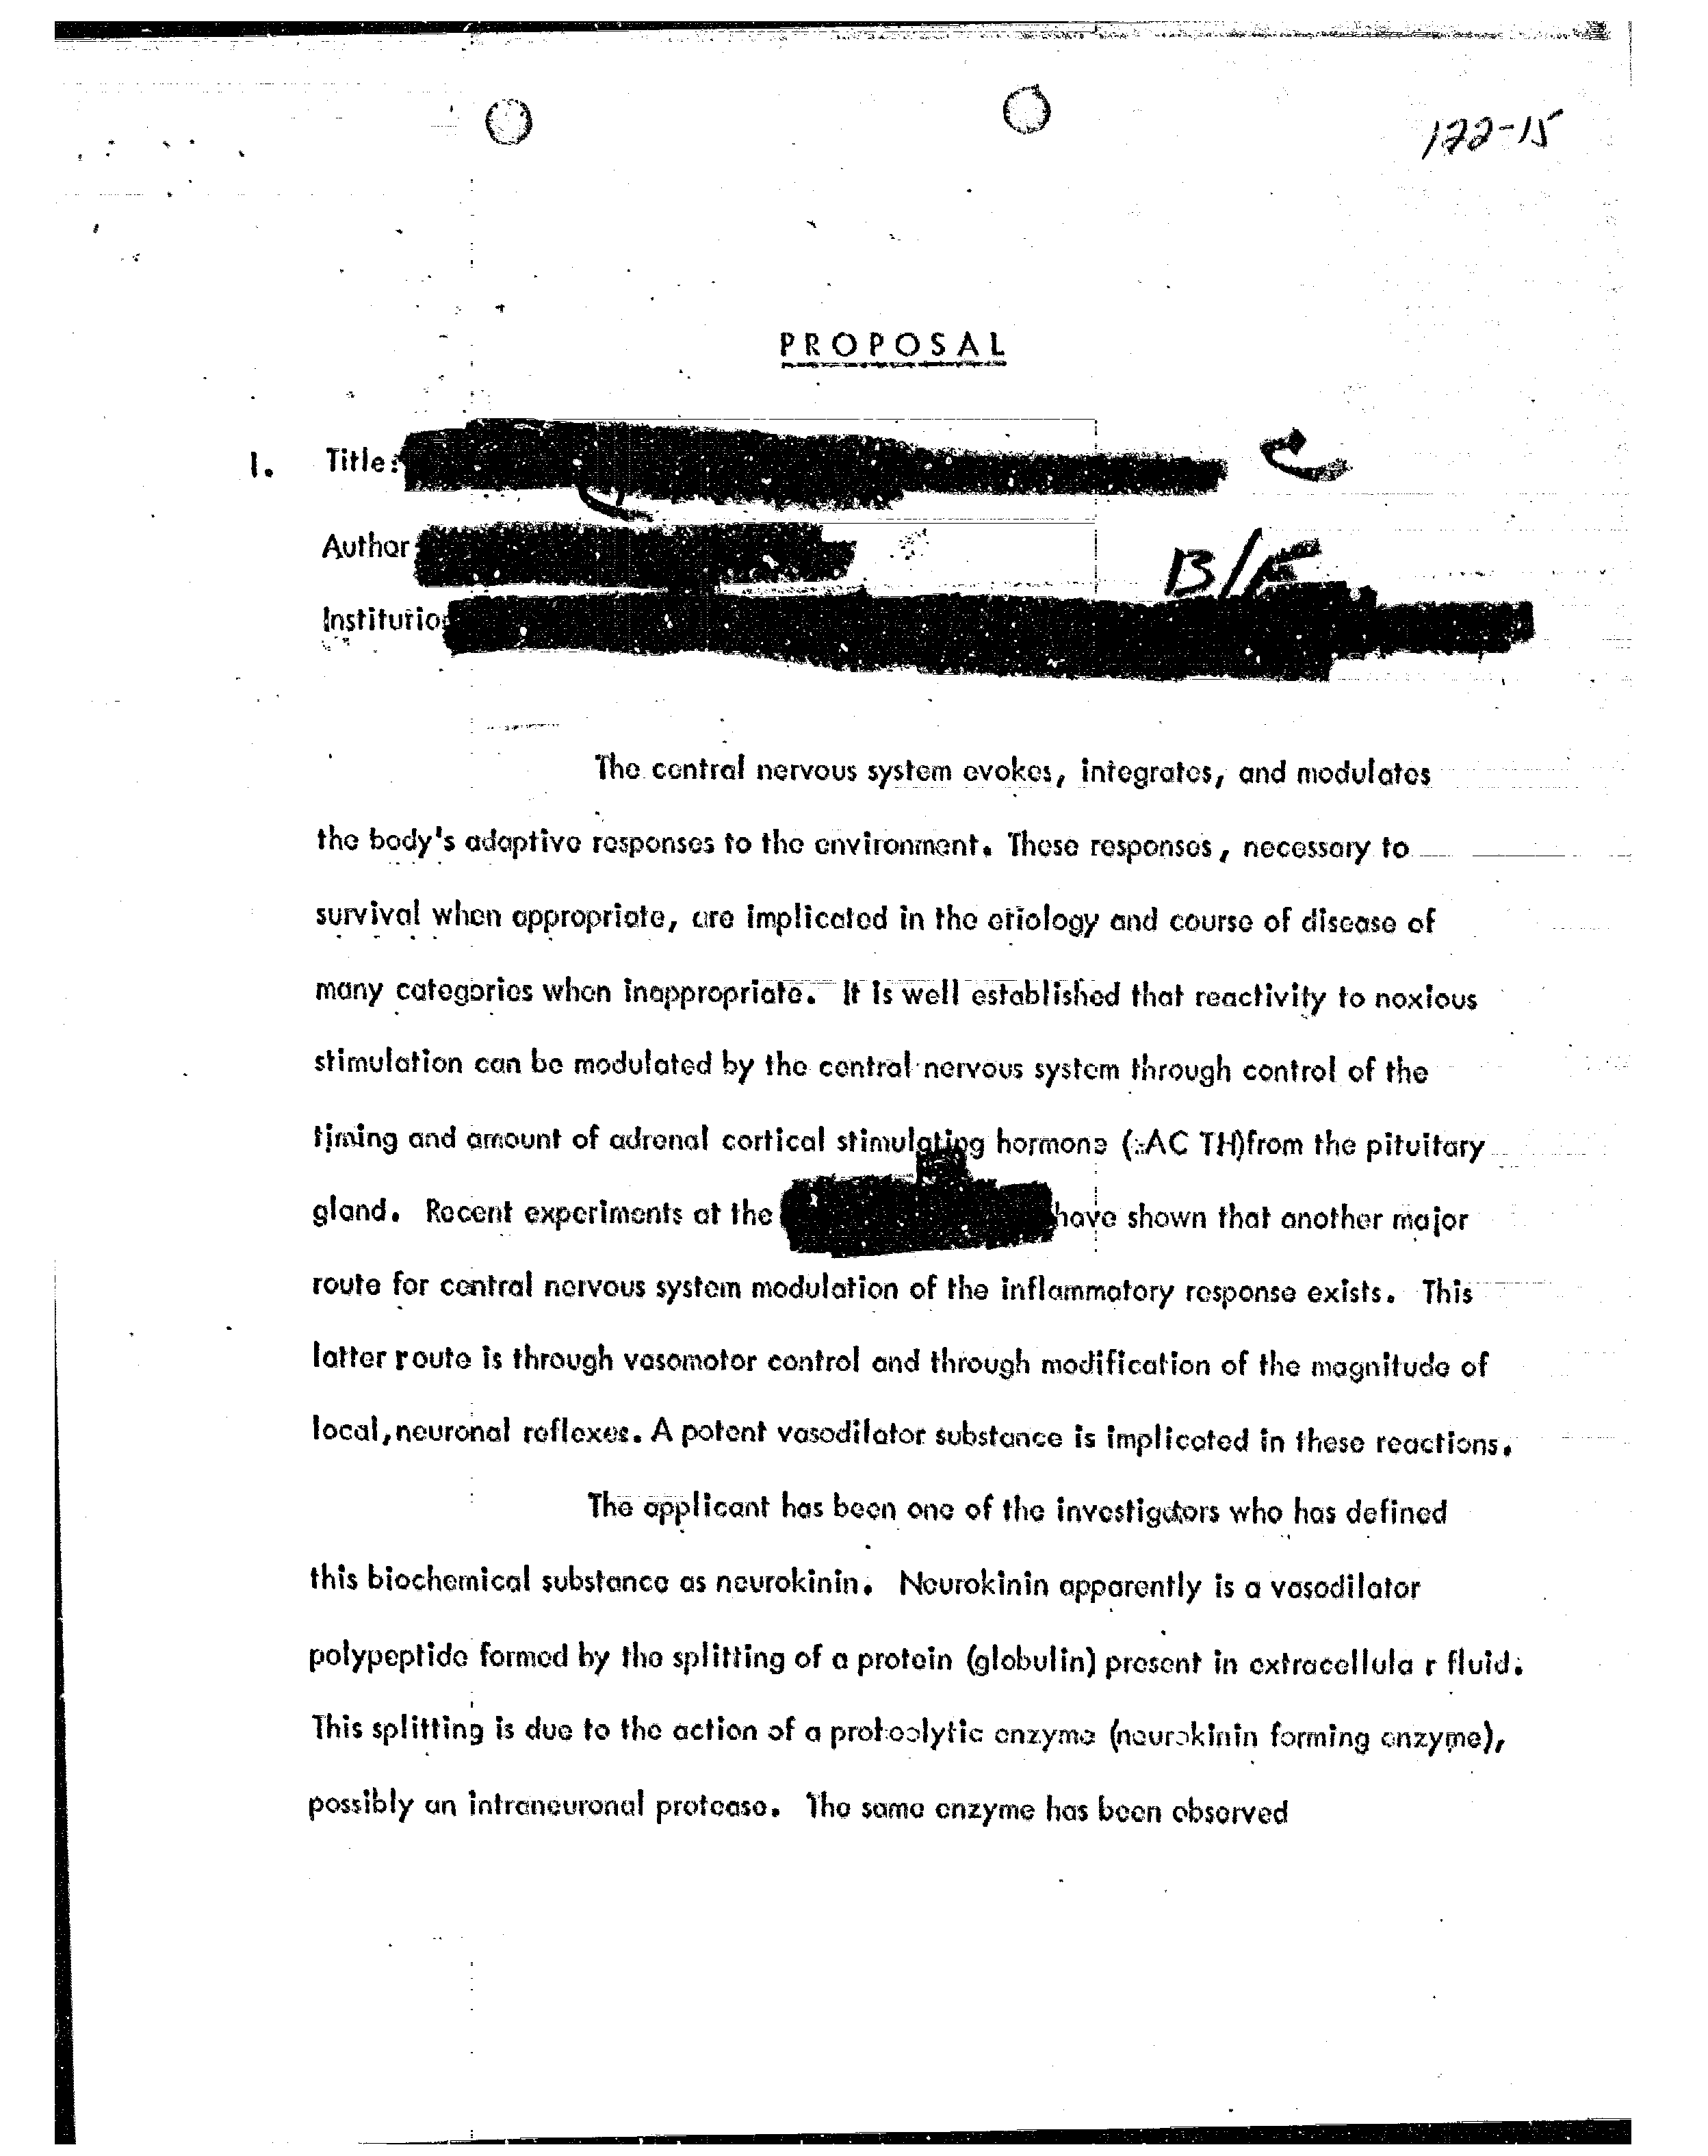 122-15
PROPOSAL
1. Title:
Author
Institution
The central nervous system evokes, integrates, and modulates
the body's adaptive responses to the environment. These responses, necessary to
survival when appropriate, are implicated in the etiology and course of disease of
many categories when inappropriate. It is well established that reactivity to noxious
stimulation can be modulated by the central nervous system through control of the
timing and amount of adrenal cortical stimulating hormone (AC TH)from the pituitary
gland. Recent experiments at the have shown that another major
route for central nervous system modulation of the inflammatory response exists. This
latter route is through vasomotor control and through modification of the magnitude of
local, neuronal reflexes. A potent vasodilator substance is implicated in these reactions.
The applicant has been one of the investigators who has defined
this biochemical substance as neurokinin. Neurokinin apparently is a vasodilator
polypeptide formed by the splitting of a protein (globulin) present in extracellula r fluid.
This splitting is due to the action of a proteolytic enzyme (neurokinin forming enzyme),
possibly an intraneuronal protease. The same enzyme has been observed